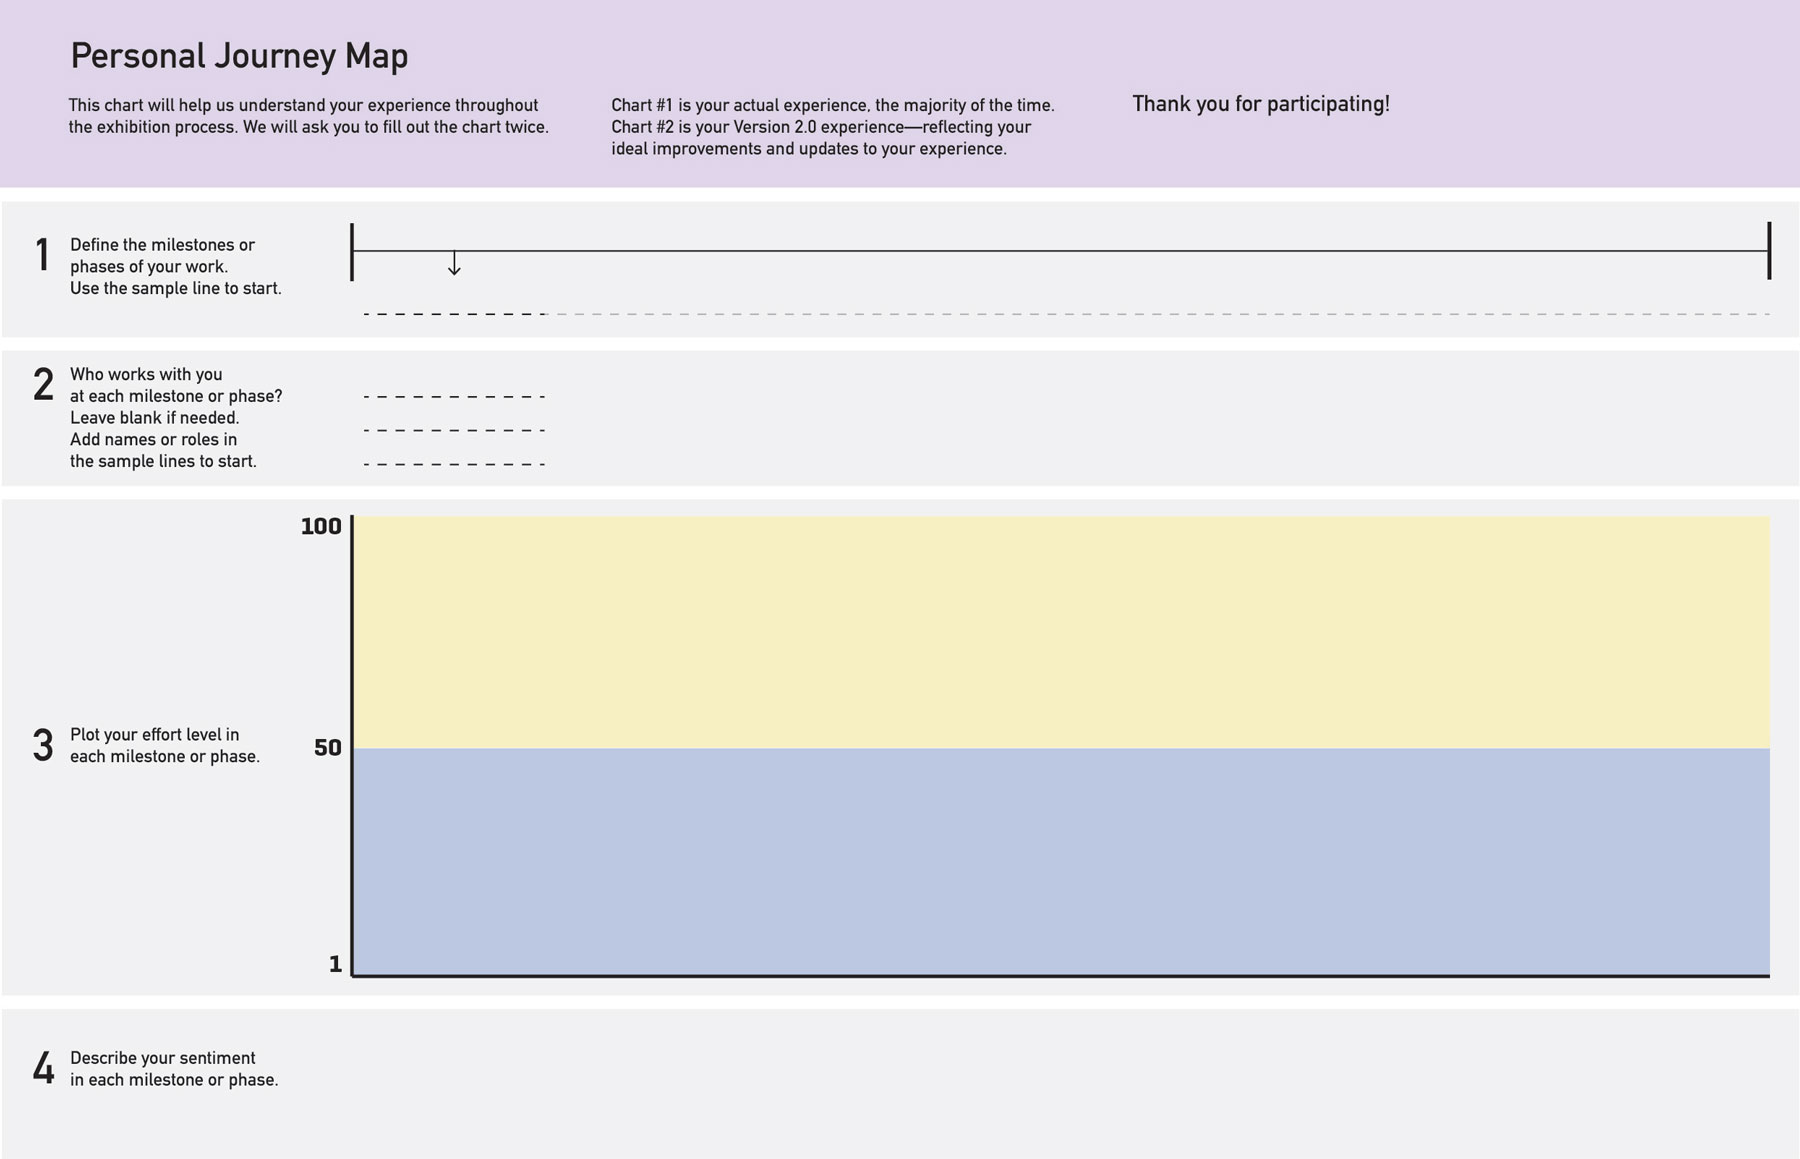 Personal Journey Map
This chart will help us understand your experience throughout
the exhibition process. We will ask you to fill out the chart twice.
Chart #1 is your actual experience, the majority of the time.
Chart #2 is your Version 2.0 experience—reflecting your
ideal improvements and updates to your experience.
Thank you for participating!
1
Define the milestones or
phases of your work.
Use the sample line to start.
2
Who works with you
at each milestone or phase?
Leave blank if needed.
Add names or roles in
the sample lines to start.
3
Plot your effort level in
each milestone or phase.
100
50
1
4
Describe your sentiment
in each milestone or phase.